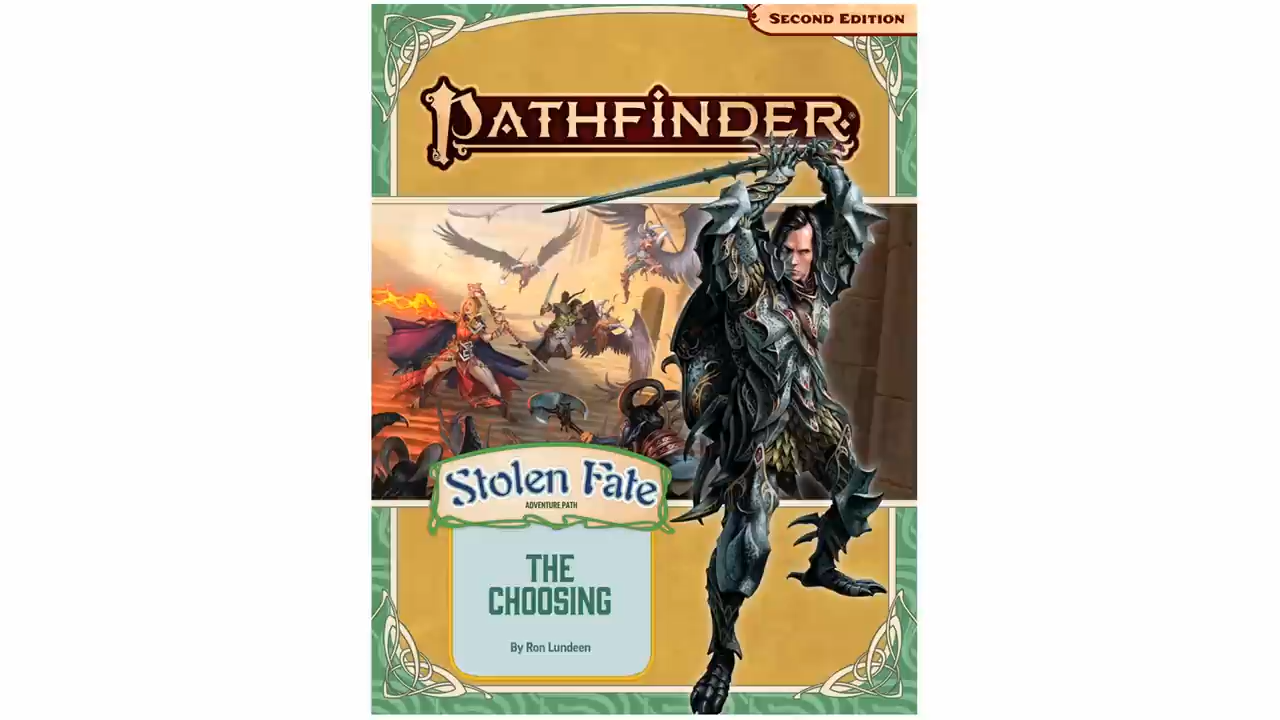 SECOND EDITION
PATHFINDER®
Stolen Fate
ADVENTURE PATH
THE
CHOOSING
By Ron Lundeen